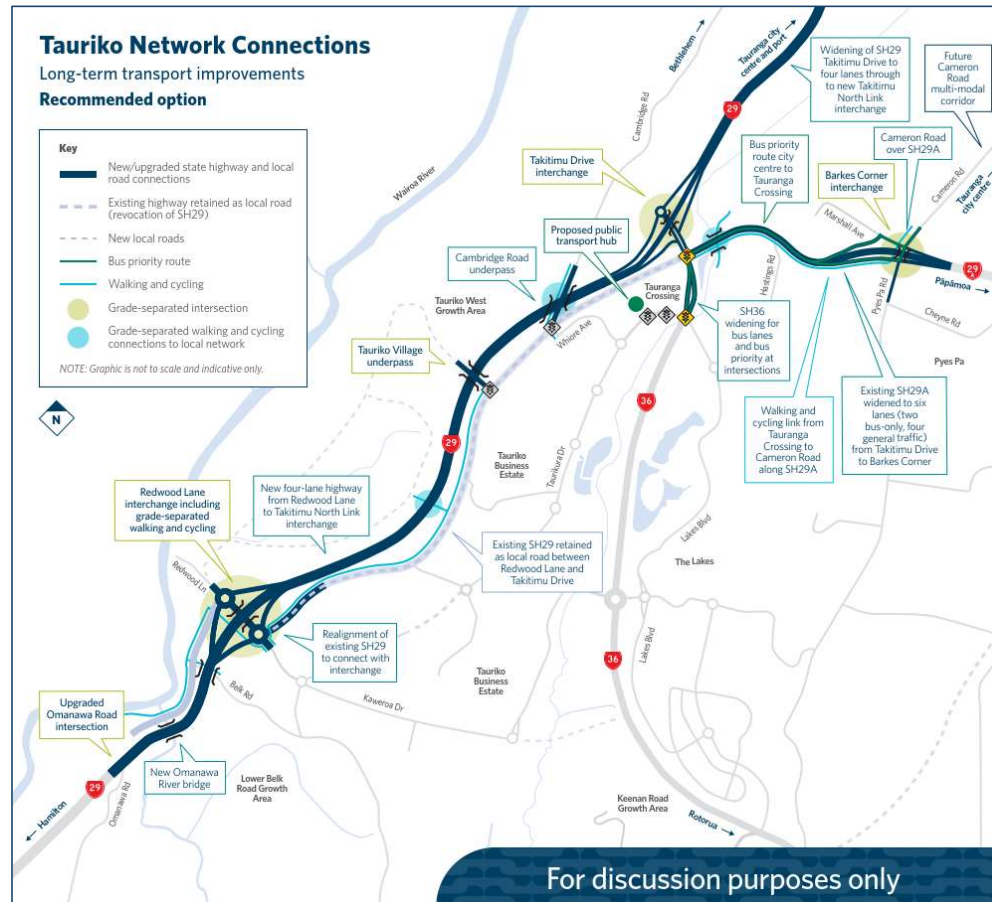 Tauriko Network Connections
Long-term transport improvements
Recommended option
Key
New/upgraded state highway and local
road connections
Existing highway retained as local road
(revocation of SH29)
New local roads
Bus priority route
Walking and cycling
Grade-separated intersection
Grade-separated walking and cycling
connections to local network
NOTE: Graphic is not to scale and indicative only.
N
Wairoa River
Bethlehem
Cambridge Rd
Tauranga city
centre and port
29
Widening of SH29
Takitimu Drive to
four lanes through
to new Takitimu
North Link
interchange
Future
Cameron
Road
multi-modal
corridor
Takitimu Drive
interchange
Bus priority
route city
centre to
Tauranga
Crossing
Cameron Road
over SH29A
Barkes Corner
interchange
Cameron Rd
Tauranga
city centre
Marshall Ave
Proposed public
transport hub
Cambridge Road
underpass
Tauriko West
Growth Area
Tauranga
Crossing
Whiore Ave
Hastings Rd
Pyes Pa Rd
29
A
Pāpāmoa
Cheyne Rd
Pyes Pa
SH36
widening for
bus lanes
and bus
priority at
intersections
Tauriko Village
underpass
36
Walking and
cycling link from
Tauranga
Crossing to
Cameron Road
along SH29A
Existing SH29A
widened to six
lanes (two
bus-only, four
general traffic)
from Takitimu Drive
to Barkes Corner
29
Tauriko
Business
Estate
Taurikura Dr
Redwood Lane
interchange including
grade-separated
walking and cycling
New four-lane highway
from Redwood Lane
to Takitimu North Link
interchange
Existing SH29 retained
as local road between
Redwood Lane and
Takitimu Drive
Lakes Blvd
The Lakes
Redwood Ln
Realignment of
existing SH29
to connect with
interchange
Lakes Blvd
36
Tauriko
Business
Estate
Belk Rd
Kaweroa Dr
Upgraded
Omanawa Road
intersection
New Omanawa
River bridge
29
Hamilton
Omanawa Rd
Lower Belk
Road Growth
Area
Keenan Road
Growth Area
Rotorua
For discussion purposes only